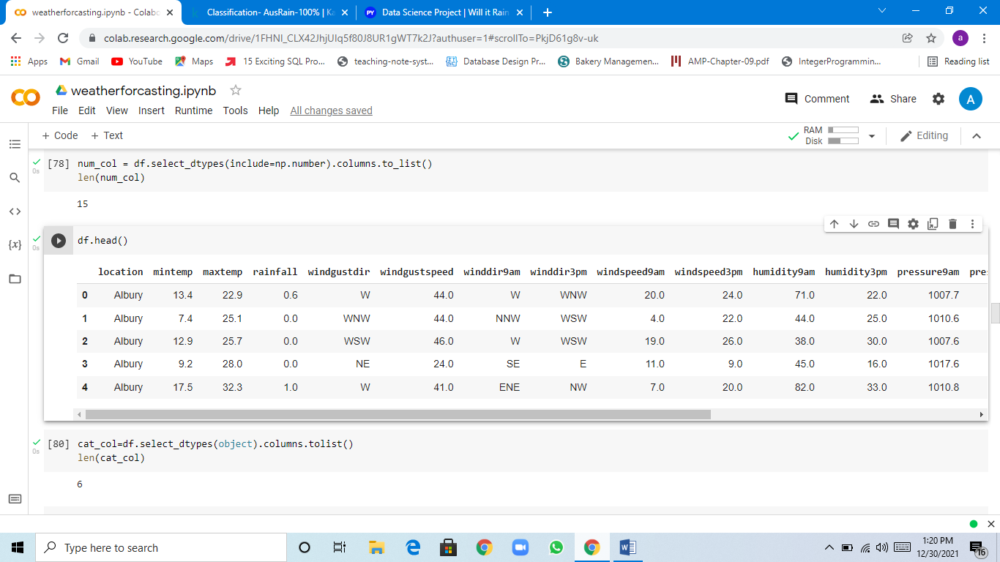 weatherforcasting.ipynb - Colabo
Classification- AusRain-100% | Ka
PY Data Science Project | Will it Rain
colab.research.google.com/drive/1FHNI_CLX42JhjUIq5f80J8UR1gWT7k2J?authuser=1#scrollTo=PkjD61g8v-uk
a
Apps Gmail YouTube Maps 15 Exciting SQL Pro... teaching-note-syst... Database Design Pr... Bakery Managemen... AMP-Chapter-09.pdf IntegerProgrammin... Reading list
weatherforcasting.ipynb
Comment Share A
File Edit View Insert Runtime Tools Help All changes saved
+ Code + Text
RAM
Disk
Editing
[78] num_col = df.select_dtypes(include=np.number).columns.to_list()
0s
len(num_col)
15
df.head()
0s
location mintemp maxtemp rainfall windgustdir windgustspeed winddir9am winddir3pm windspeed9am windspeed3pm humidity9am humidity3pm pressure9am pres
0 Albury 13.4 22.9 0.6 W 44.0 W WNW 20.0 24.0 71.0 22.0 1007.7
1 Albury 7.4 25.1 0.0 WNW 44.0 NNW WSW 4.0 22.0 44.0 25.0 1010.6
2 Albury 12.9 25.7 0.0 WSW 46.0 W WSW 19.0 26.0 38.0 30.0 1007.6
3 Albury 9.2 28.0 0.0 NE 24.0 SE E 11.0 9.0 45.0 16.0 1017.6
4 Albury 17.5 32.3 1.0 W 41.0 ENE NW 7.0 20.0 82.0 33.0 1010.8
[80] cat_col=df.select_dtypes(object).columns.tolist()
0s
len(cat_col)
6
Type here to search
1:20 PM
12/30/2021
16